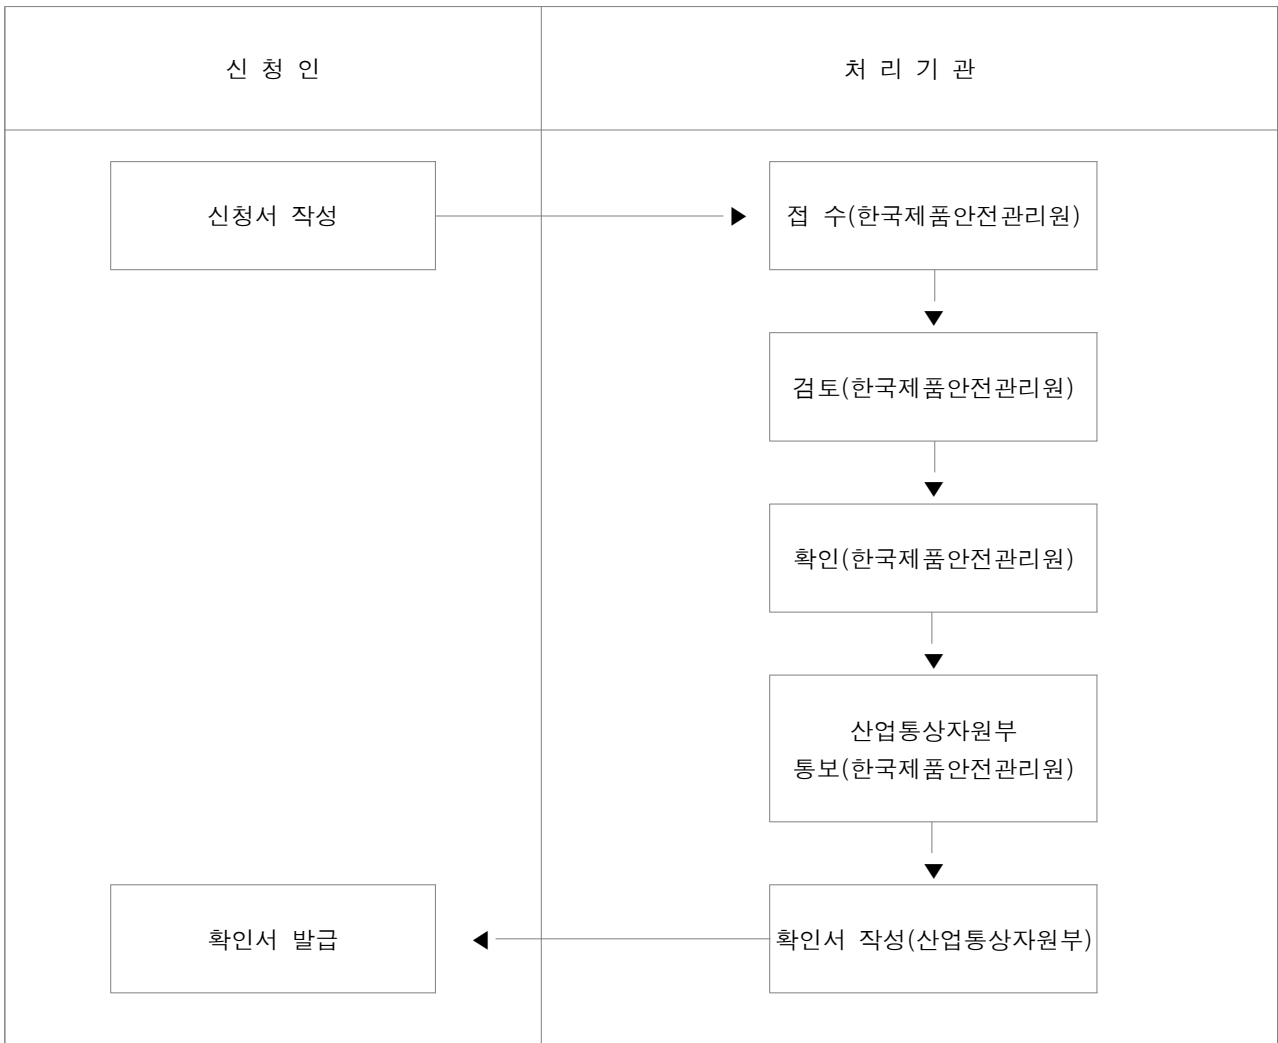 신 청 인
처 리 기 관
신청서 작성
접 수(한국제품안전관리원)
검토(한국제품안전관리원)
확인(한국제품안전관리원)
산업통상자원부
통보(한국제품안전관리원)
확인서 발급
확인서 작성(산업통상자원부)